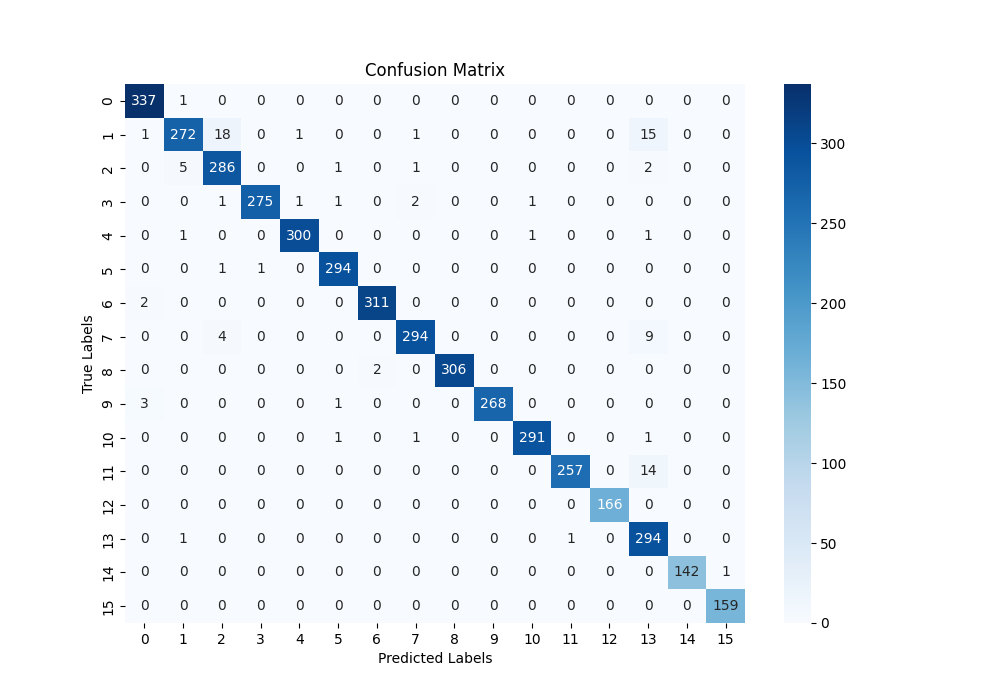 Confusion Matrix
0 337 1 0 0 0 0 0 0 0 0 0 0 0 0 0 0
1 1 272 18 0 1 0 0 1 0 0 0 0 0 15 0 0
2 0 5 286 0 0 1 0 1 0 0 0 0 0 2 0 0
3 0 0 1 275 1 1 0 2 0 0 1 0 0 0 0 0
4 0 1 0 0 300 0 0 0 0 0 1 0 0 1 0 0
5 0 0 1 1 0 294 0 0 0 0 0 0 0 0 0 0
6 2 0 0 0 0 0 311 0 0 0 0 0 0 0 0 0
7 0 0 4 0 0 0 0 294 0 0 0 0 0 9 0 0
8 0 0 0 0 0 0 2 0 306 0 0 0 0 0 0 0
9 3 0 0 0 0 1 0 0 0 268 0 0 0 0 0 0
10 0 0 0 0 0 1 0 1 0 0 291 0 0 1 0 0
11 0 0 0 0 0 0 0 0 0 0 0 257 0 14 0 0
12 0 0 0 0 0 0 0 0 0 0 0 0 166 0 0 0
13 0 1 0 0 0 0 0 0 0 0 0 1 0 294 0 0
14 0 0 0 0 0 0 0 0 0 0 0 0 0 0 142 1
15 0 0 0 0 0 0 0 0 0 0 0 0 0 0 0 159
0 1 2 3 4 5 6 7 8 9 10 11 12 13 14 15
Predicted Labels
True Labels
300
250
200
150
100
50
0